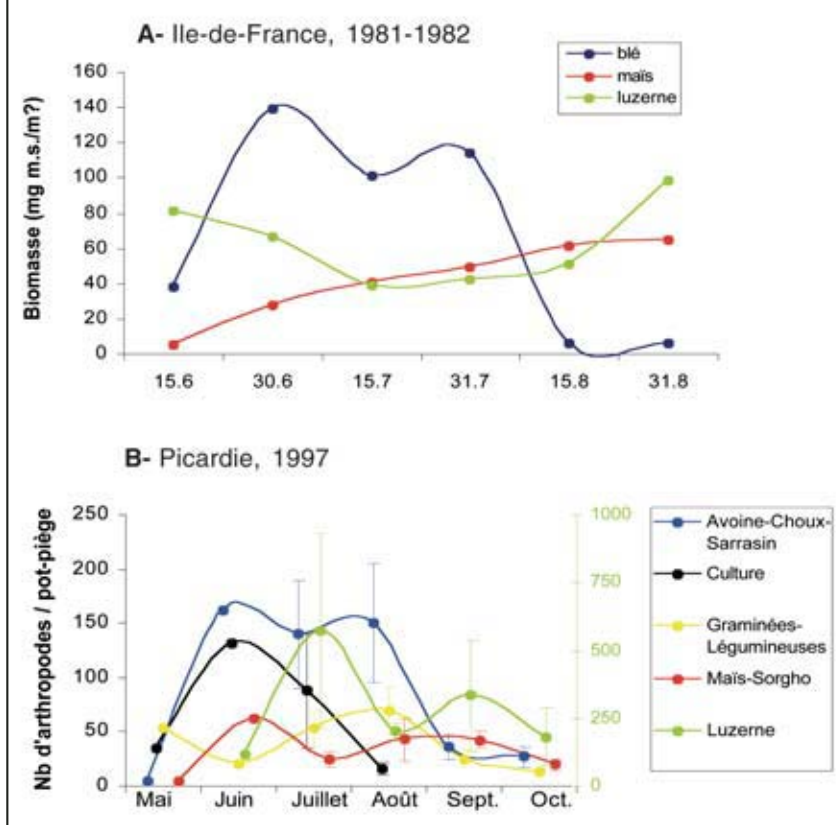 A- Ile-de-France, 1981-1982
blé
maïs
luzerne
Biomasse (mg m.s./m?)
160
140
120
100
80
60
40
20
0
15.6 30.6 15.7 31.7 15.8 31.8
B- Picardie, 1997
Nb d'arthropodes / pot-piège
250
200
150
100
50
0
1000
750
500
250
0
Mai Juin Juillet Août Sept. Oct.
Avoine-Choux-
Sarrasin
Culture
Graminées-
Légumineuses
Maïs-Sorgho
Luzerne